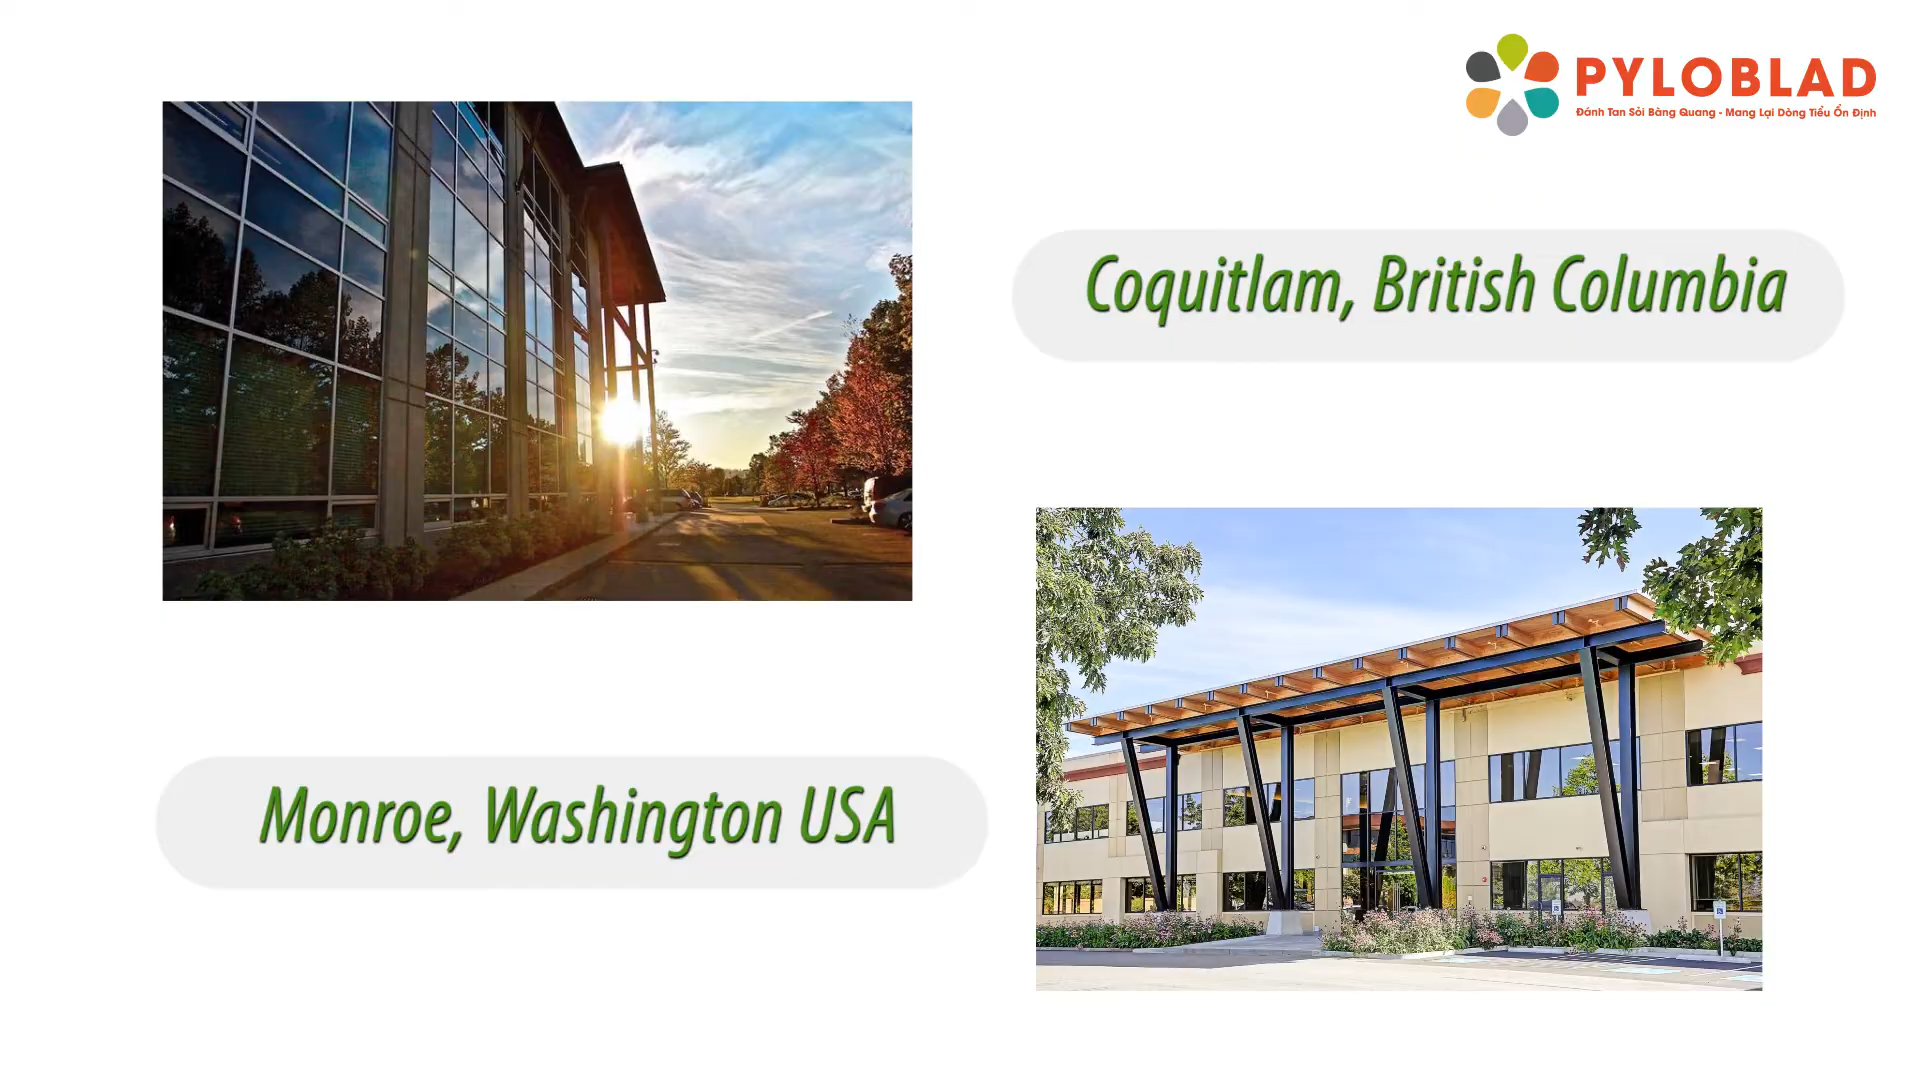 PYLOBLAD
Đánh Tan Sỏi Bàng Quang - Mang Lại Dòng Tiểu Ổn Định
Coquitlam, British Columbia
Monroe, Washington USA